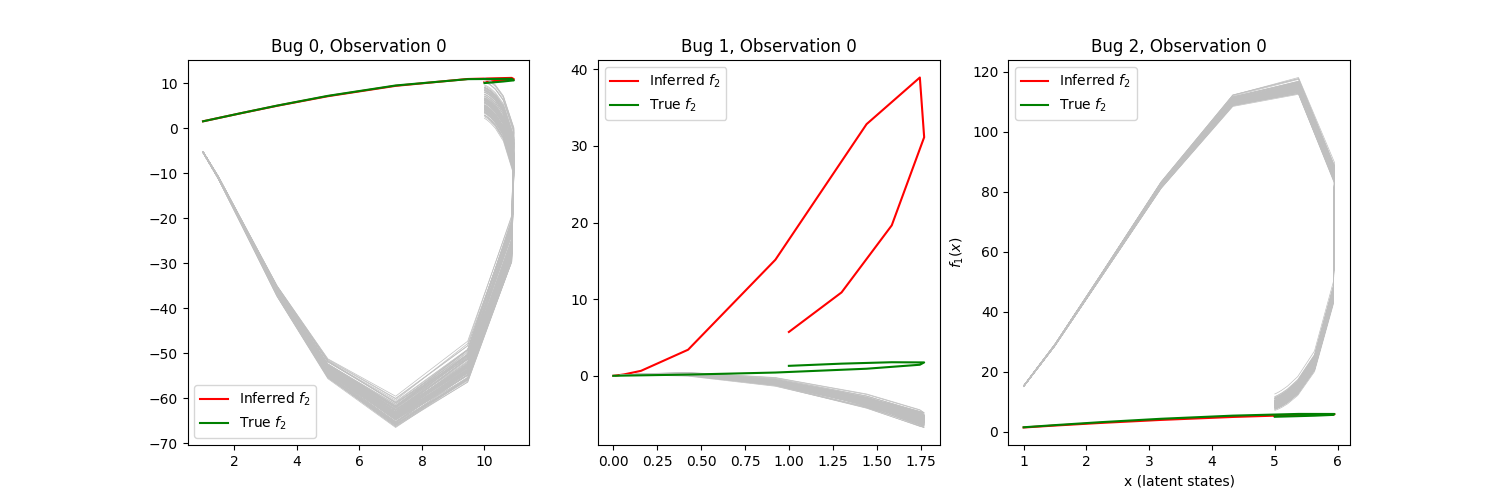 Bug 0, Observation 0
10
0
−10
−20
−30
−40
−50
−60
−70
Inferred f₂
True f₂
2 4 6 8 10
Bug 1, Observation 0
Inferred f₂
True f₂
40
30
20
10
0
0.00 0.25 0.50 0.75 1.00 1.25 1.50 1.75
Bug 2, Observation 0
Inferred f₂
True f₂
f₁(x)
120
100
80
60
40
20
0
1 2 3 4 5 6
x (latent states)